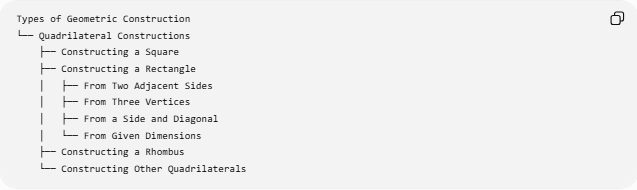 Types of Geometric Construction
└── Quadrilateral Constructions
    ├── Constructing a Square
    ├── Constructing a Rectangle
    │   ├── From Two Adjacent Sides
    │   ├── From Three Vertices
    │   ├── From a Side and Diagonal
    │   └── From Given Dimensions
    ├── Constructing a Rhombus
    └── Constructing Other Quadrilaterals